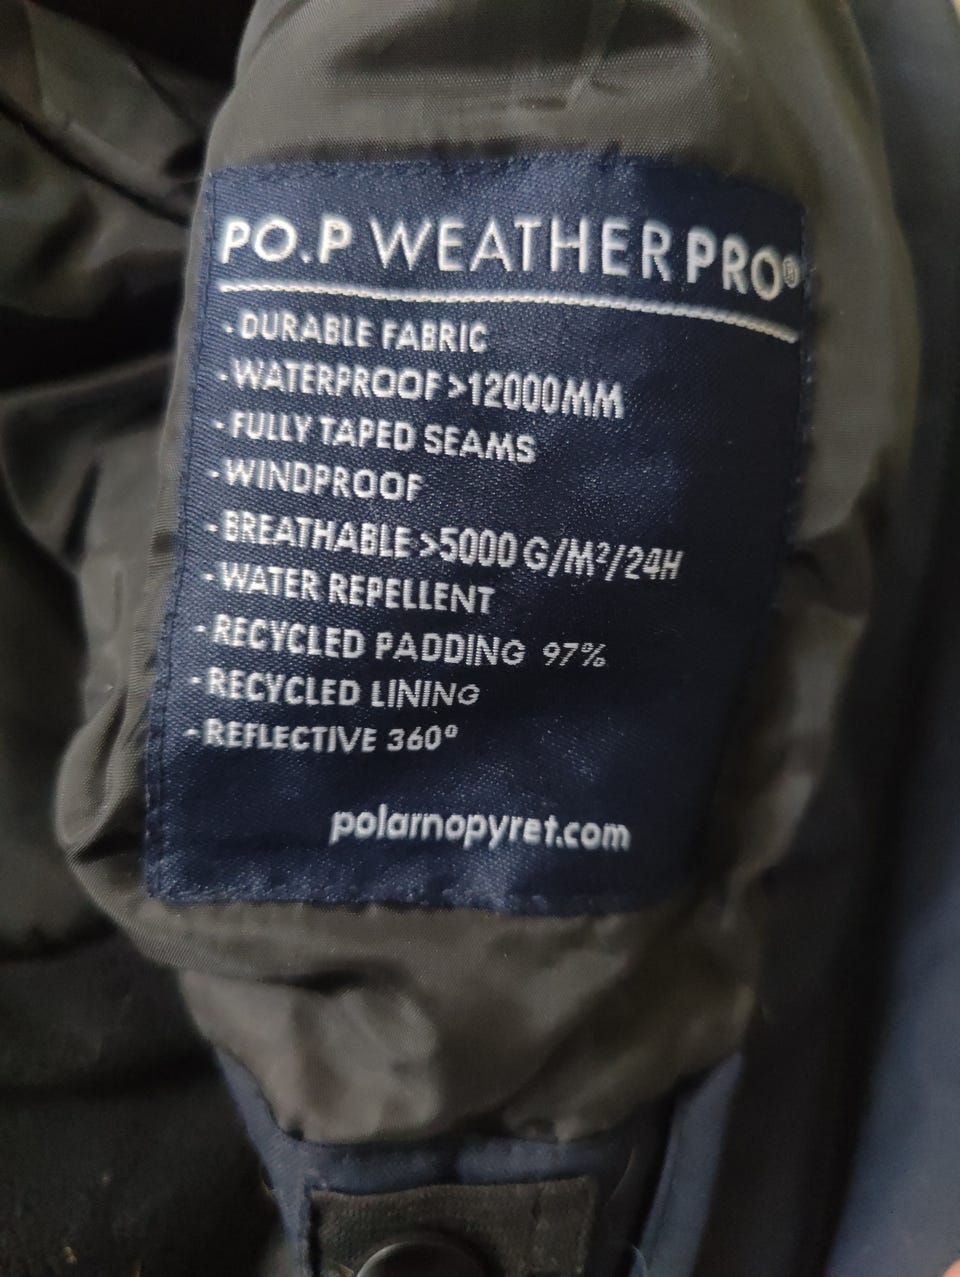 PO.P WEATHER PRO®
- DURABLE FABRIC
- WATERPROOF >12000MM
- FULLY TAPED SEAMS
- WINDPROOF
- BREATHABLE >5000 G/M²/24H
- WATER REPELLENT
- RECYCLED PADDING 97%
- RECYCLED LINING
- REFLECTIVE 360°
polarnopyret.com